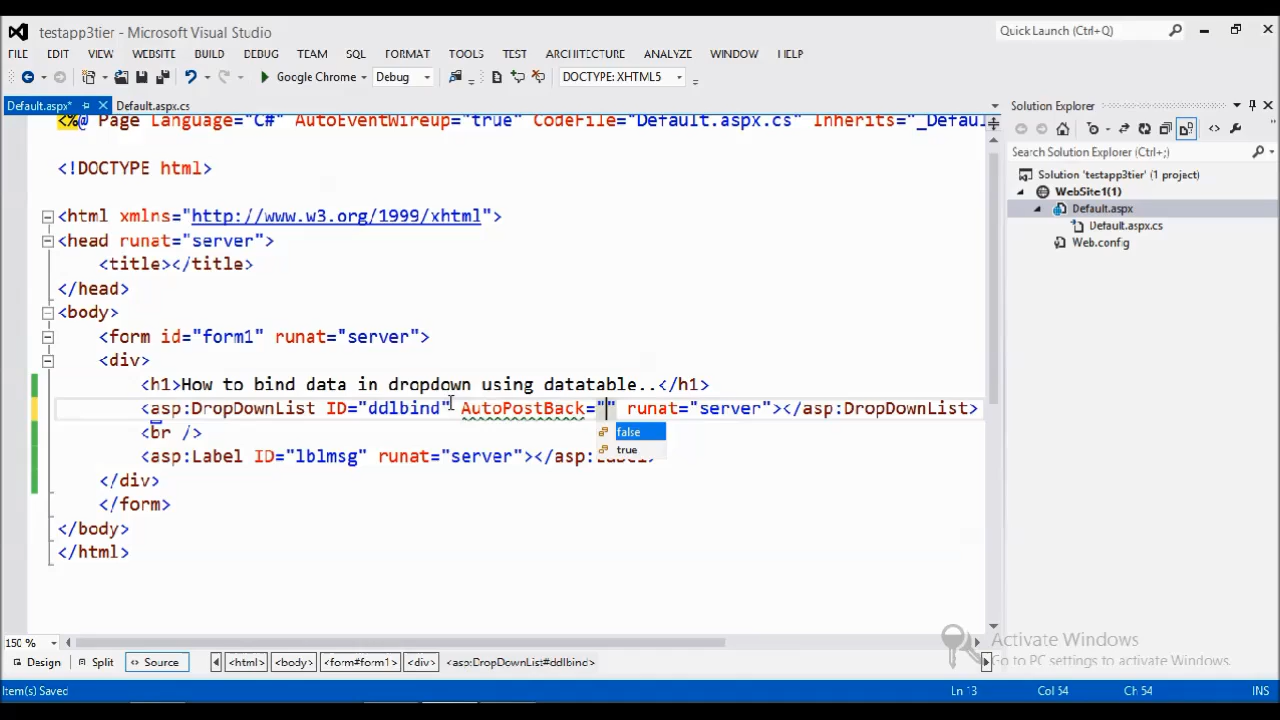 testapp3tier - Microsoft Visual Studio
Quick Launch (Ctrl+Q)
FILE EDIT VIEW WEBSITE BUILD DEBUG TEAM SQL FORMAT TOOLS TEST ARCHITECTURE ANALYZE WINDOW HELP
Google Chrome Debug DOCTYPE: XHTML5
Default.aspx* Default.aspx.cs
<%@ Page Language="C#" AutoEventWireup="true" CodeFile="Default.aspx.cs" Inherits="_Defau
<!DOCTYPE html>
<html xmlns="http://www.w3.org/1999/xhtml">
<head runat="server">
<title></title>
</head>
<body>
<form id="form1" runat="server">
<div>
<h1>How to bind data in dropdown using datatable..</h1>
<asp:DropDownList ID="ddlbind" AutoPostBack="" runat="server"></asp:DropDownList>
false
<br />
true
<asp:Label ID="lblmsg" runat="server"></asp:Label>
</div>
</form>
</body>
</html>
Solution Explorer
Search Solution Explorer (Ctrl+;)
Solution 'testapp3tier' (1 project)
WebSite1(1)
Default.aspx
Default.aspx.cs
Web.config
150 %
Activate Windows
Go to PC settings to activate Windows.
Design Split Source <html> <body> <form#form1> <div> <asp:DropDownList#ddlbind>
Item(s) Saved Ln 13 Col 54 Ch 54 INS